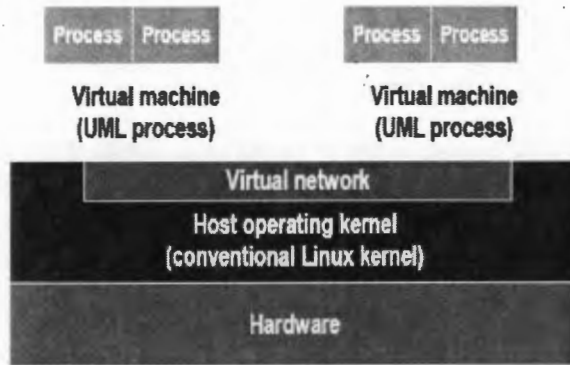 Process Process
Process Process
Virtual machine
(UML process)
Virtual machine
(UML process)
Virtual network
Host operating kernel
(conventional Linux kernel)
Hardware